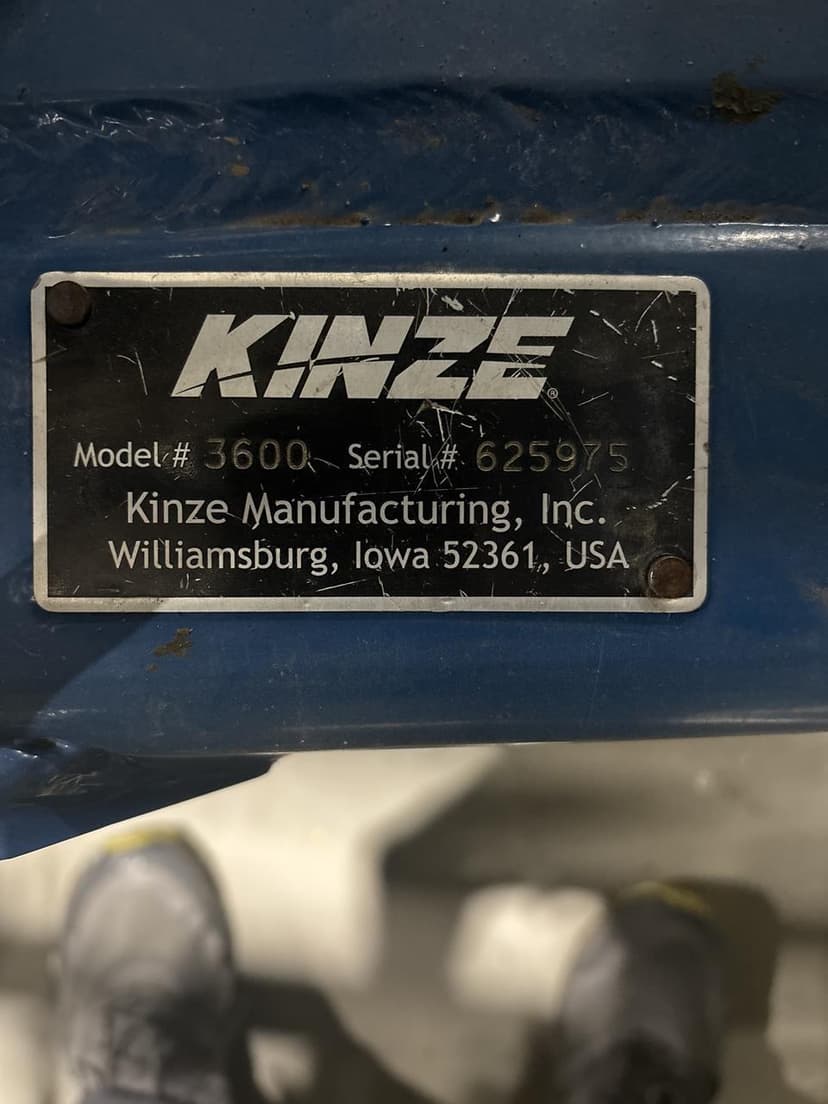 KINZE®
Model # 3600 Serial # 625975
Kinze Manufacturing, Inc.
Williamsburg, Iowa 52361, USA